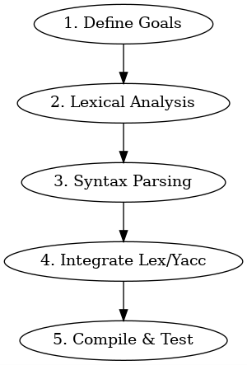 1. Define Goals
2. Lexical Analysis
3. Syntax Parsing
4. Integrate Lex/Yacc
5. Compile & Test